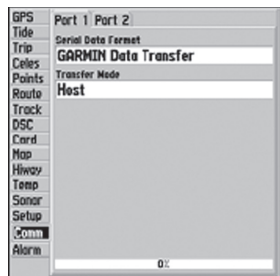 GPS
Tide
Trip
Celes
Points
Route
Track
DSC
Card
Map
Hiway
Temp
Sonar
Setup
Comm
Alarm
Port 1 Port 2
Serial Data Format
GARMIN Data Transfer
Transfer Mode
Host
0%